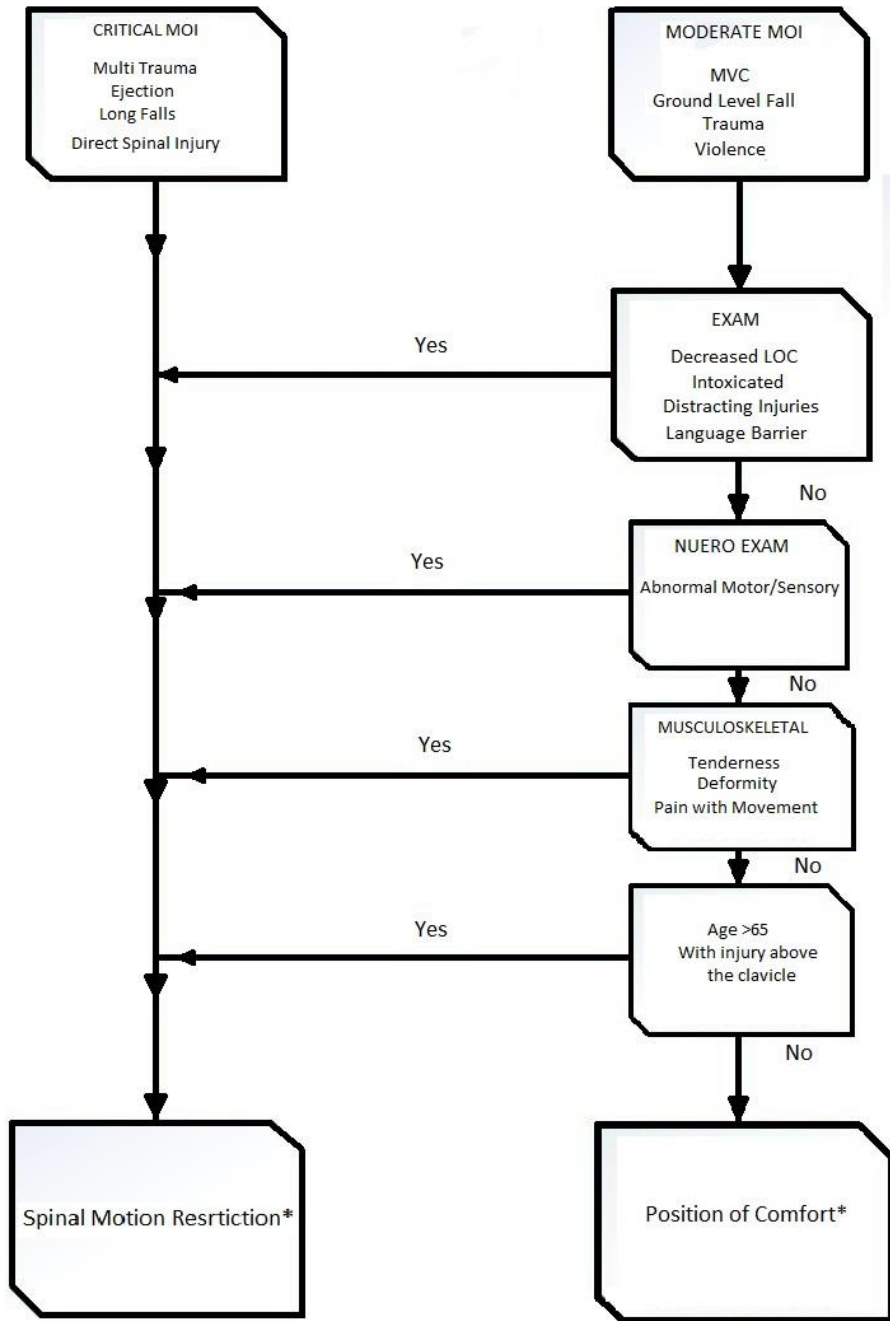 CRITICAL MOI
Multi Trauma
Ejection
Long Falls
Direct Spinal Injury
MODERATE MOI
MVC
Ground Level Fall
Trauma
Violence
EXAM
Decreased LOC
Intoxicated
Distracting Injuries
Language Barrier
Yes
No
NUERO EXAM
Abnormal Motor/Sensory
Yes
No
MUSCULOSKELETAL
Tenderness
Deformity
Pain with Movement
Yes
No
Age >65
With injury above
the clavicle
Yes
No
Spinal Motion Resrtiction*
Position of Comfort*